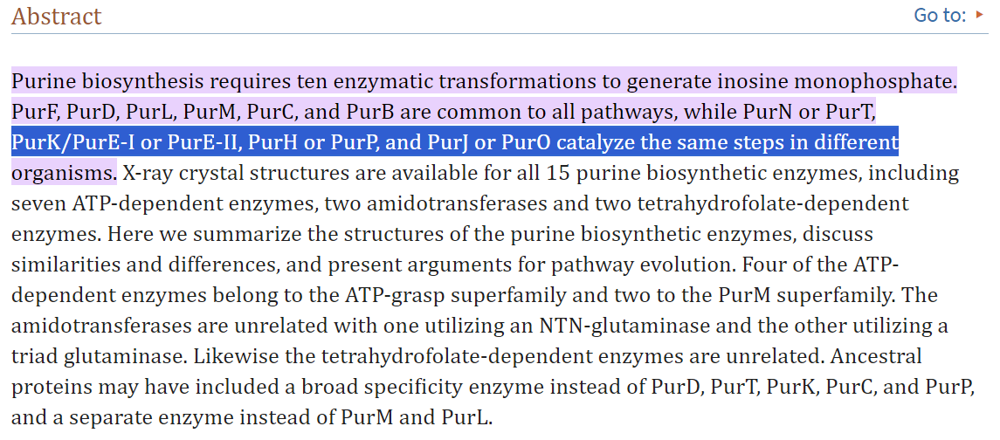 Abstract
Go to:
Purine biosynthesis requires ten enzymatic transformations to generate inosine monophosphate.
PurF, PurD, PurL, PurM, PurC, and PurB are common to all pathways, while PurN or PurT,
PurK/PurE-I or PurE-II, PurH or PurP, and PurJ or PurO catalyze the same steps in different
organisms. X-ray crystal structures are available for all 15 purine biosynthetic enzymes, including
seven ATP-dependent enzymes, two amidotransferases and two tetrahydrofolate-dependent
enzymes. Here we summarize the structures of the purine biosynthetic enzymes, discuss
similarities and differences, and present arguments for pathway evolution. Four of the ATP-
dependent enzymes belong to the ATP-grasp superfamily and two to the PurM superfamily. The
amidotransferases are unrelated with one utilizing an NTN-glutaminase and the other utilizing a
triad glutaminase. Likewise the tetrahydrofolate-dependent enzymes are unrelated. Ancestral
proteins may have included a broad specificity enzyme instead of PurD, PurT, PurK, PurC, and PurP,
and a separate enzyme instead of PurM and PurL.